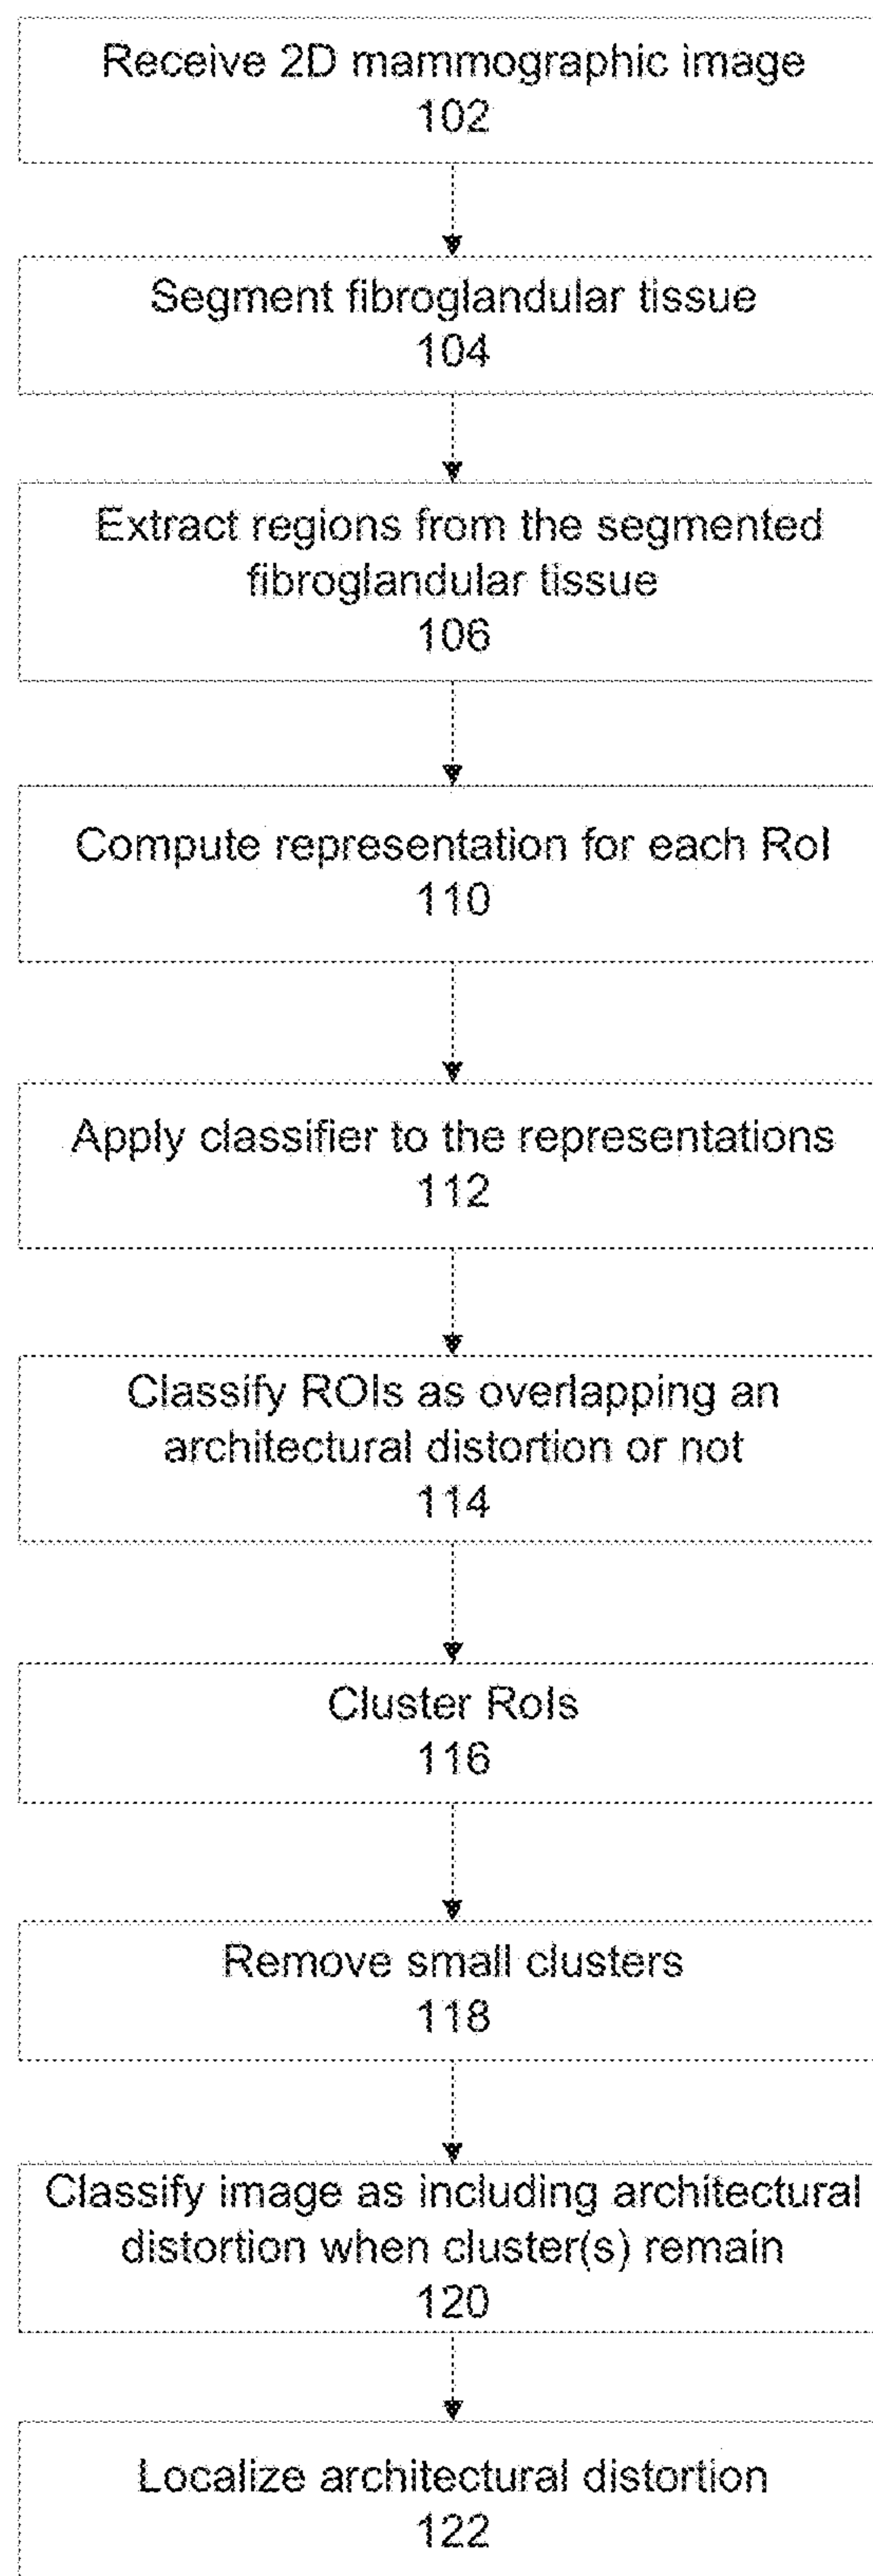 Receive 2D mammographic image
102
Segment fibroglandular tissue
104
Extract regions from the segmented
fibroglandular tissue
106
Compute representation for each RoI
110
Apply classifier to the representations
112
Classify ROIs as overlapping an
architectural distortion or not
114
Cluster RoIs
116
Remove small clusters
118
Classify image as including architectural
distortion when cluster(s) remain
120
Localize architectural distortion
122